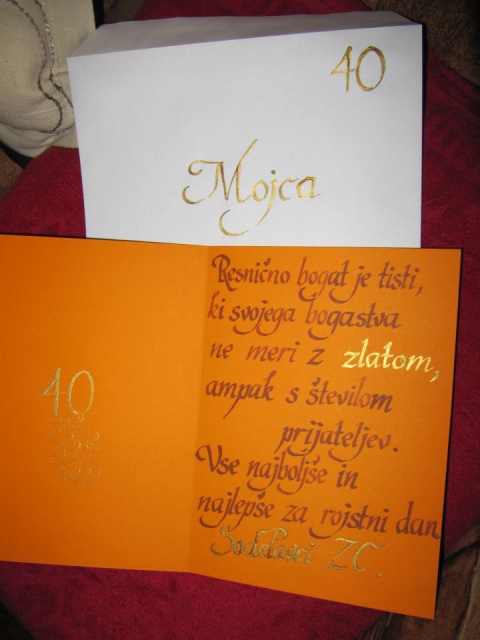 40
Mojca
40
Resnično bogat je tisti,
ki svojega bogastva
ne meri z zlatom,
ampak s številom
prijateljev.
Vse najboljše in
najlepše za rojstni dan.
Sodelavci ZC.